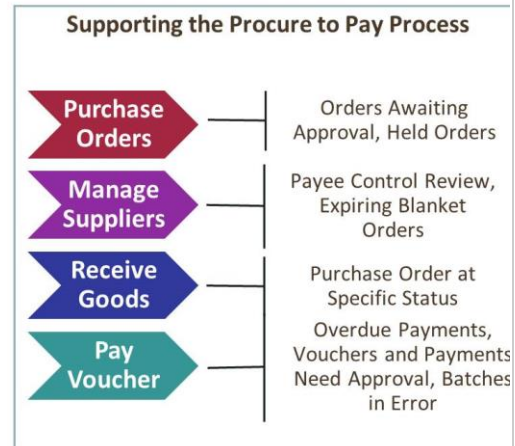 Supporting the Procure to Pay Process
Purchase
Orders
Orders Awaiting
Approval, Held Orders
Manage
Suppliers
Payee Control Review,
Expiring Blanket
Orders
Receive
Goods
Purchase Order at
Specific Status
Pay
Voucher
Overdue Payments,
Vouchers and Payments
Need Approval, Batches
in Error